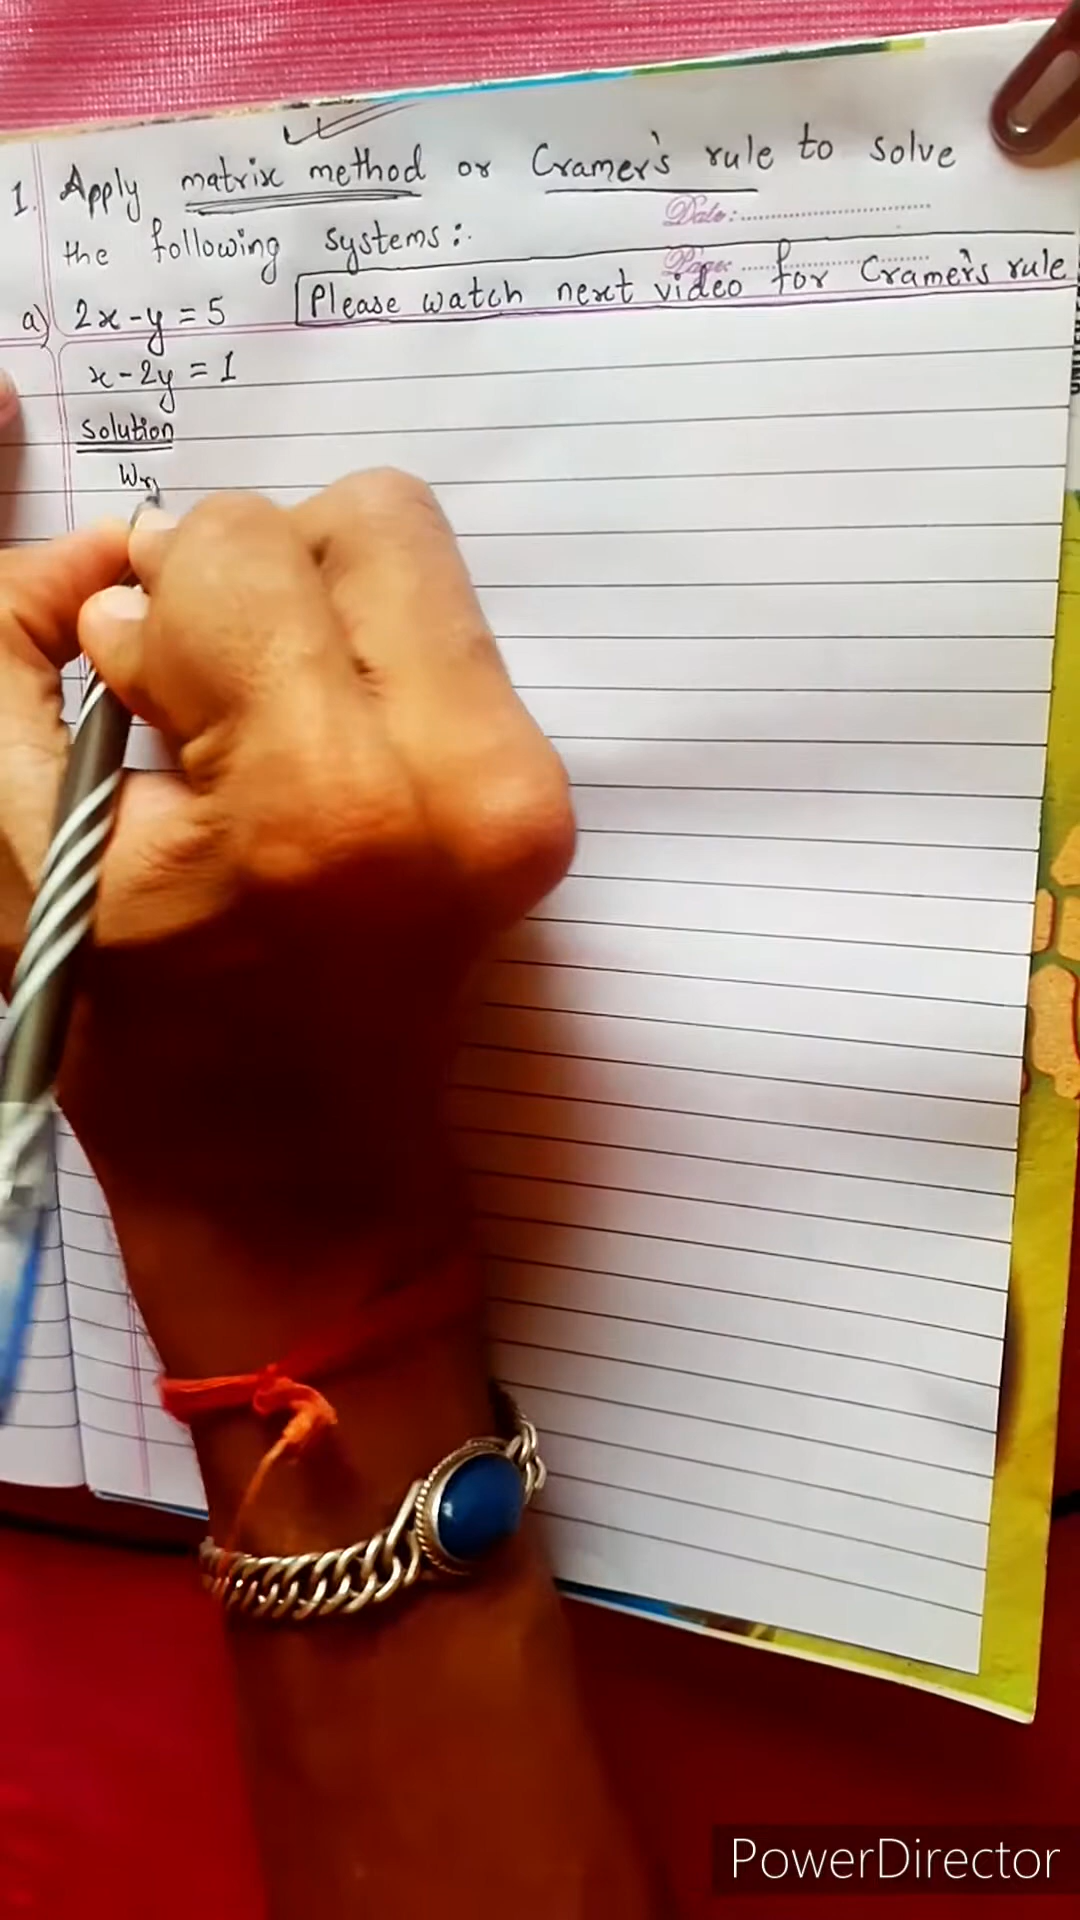 1. Apply matrix method or Cramer's rule to solve
Date:
the following systems:
Page:
Please watch next video for Cramer's rule
a) 2x - y = 5
x - 2y = 1
Solution
PowerDirector